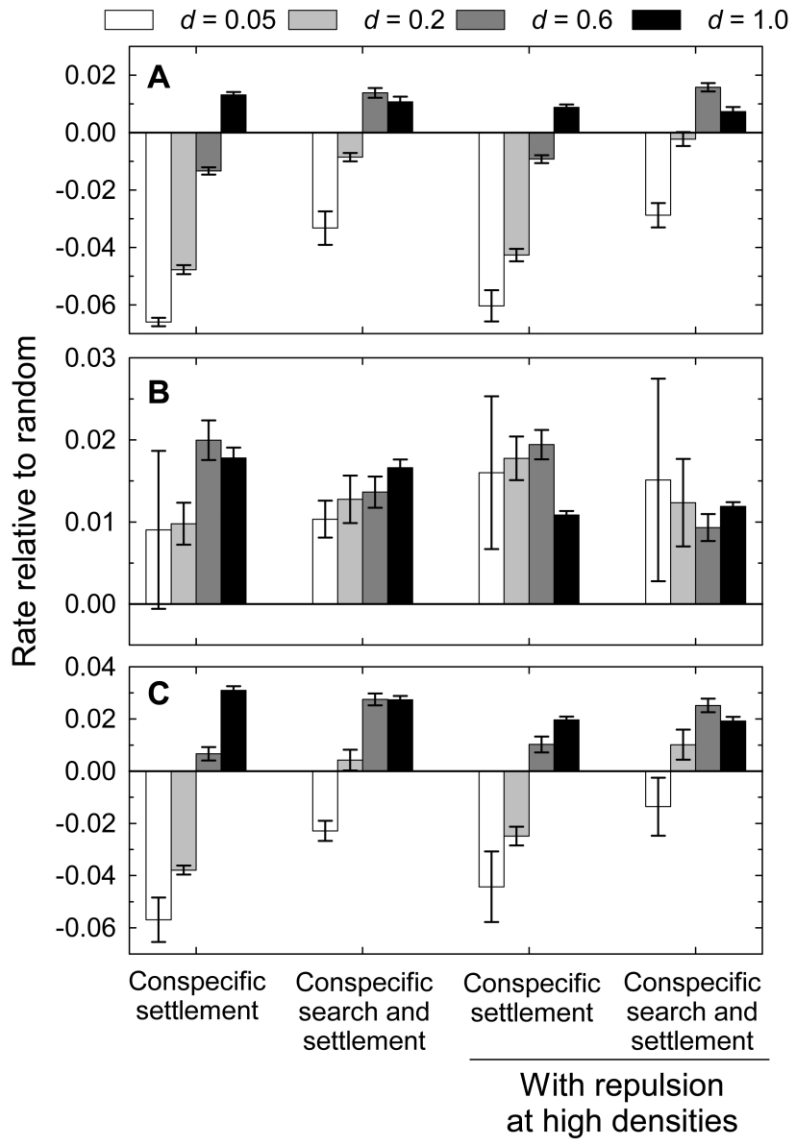 d = 0.05 d = 0.2 d = 0.6 d = 1.0
A
0.02
0.00
-0.02
-0.04
-0.06
B
0.03
0.02
0.01
0.00
C
0.04
0.02
0.00
-0.02
-0.04
-0.06
Rate relative to random
Conspecific
settlement
Conspecific
search and
settlement
Conspecific
settlement
Conspecific
search and
settlement
With repulsion
at high densities